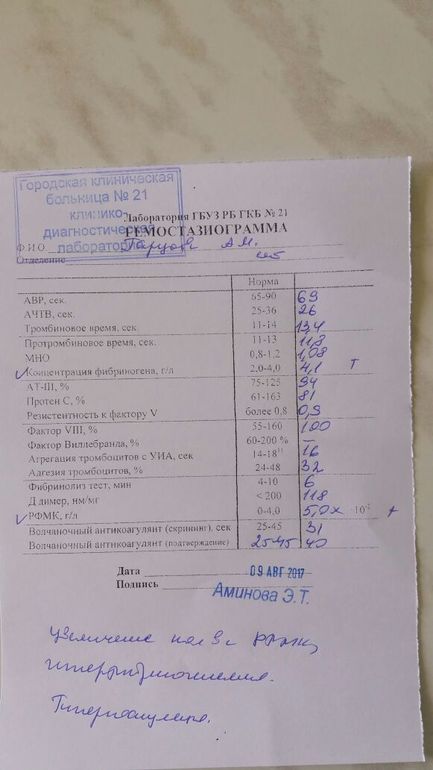 Городская клиническая
больница № 21
клинико-
диагностическая
лаборатория
Лаборатория ГБУЗ РБ ГКБ № 21
ГЕМОСТАЗИОГРАММА
Ф.И.О. А.М.
Отделение
Норма
АВР, сек. 65-90 69
АЧТВ, сек. 25-36 26
Тромбиновое время, сек 11-14 13,4
Протромбиновое время, сек. 11-13 11,8
МНО 0,8-1,2 1,08
Концентрация фибриногена, г/л 2,0-4,0 4,1
АТ-III, % 75-125 94
Протеин С, % 61-163 81
Резистентность к фактору V более 0,8 0,9
Фактор VIII, % 55-160 100
Фактор Виллебранда, % 60-200 % –
Агрегация тромбоцитов с УИА, сек 14-18 16
Адгезия тромбоцитов, % 24-48 32
Фибринолиз тест, мин 4-10 6
Д димер, нм/мг < 200 118
РФМК, г/л 0-4,0 5,0 х 10⁻²
Волчаночный антикоагулянт (скрининг), сек 25-45 31
Волчаночный антикоагулянт (подтверждение) 25-45 40
Дата 09 АВГ 2017
Подпись Аминова Э.Т.
увеличение РФМК,
гиперфибриногенемия.
Гиперкоагуляция.